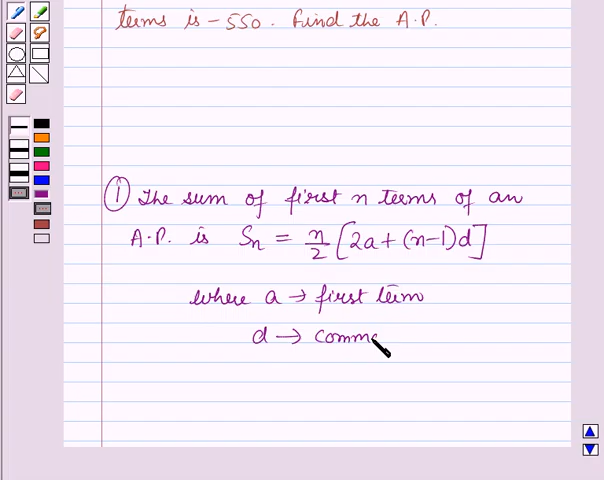 terms is -550. Find the A.P.
① The sum of first n terms of an
A.P. is Sn = n/2 [2a + (n-1)d]
where a → first term
d → comma